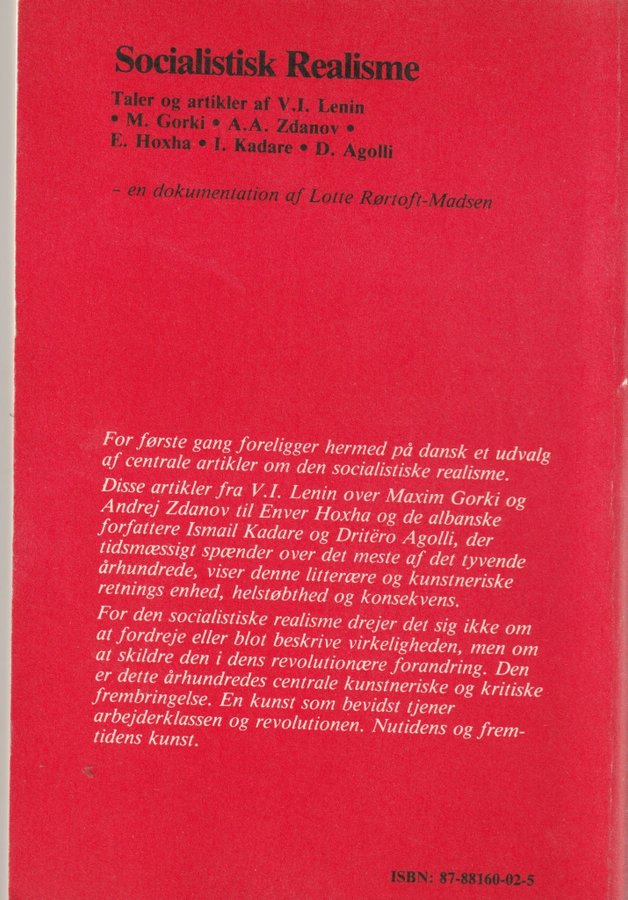 Socialistisk Realisme
Taler og artikler af V.I. Lenin
• M. Gorki • A.A. Zdanov •
E. Hoxha • I. Kadare • D. Agolli
– en dokumentation af Lotte Rørtoft-Madsen
For første gang foreligger hermed på dansk et udvalg
af centrale artikler om den socialistiske realisme.
Disse artikler fra V.I. Lenin over Maxim Gorki og
Andrej Zdanov til Enver Hoxha og de albanske
forfattere Ismail Kadare og Dritëro Agolli, der
tidsmæssigt spænder over det meste af det tyvende
århundrede, viser denne litterære og kunstneriske
retnings enhed, helstøbthed og konsekvens.
For den socialistiske realisme drejer det sig ikke om
at fordreje eller blot beskrive virkeligheden, men om
at skildre den i dens revolutionære forandring. Den
er dette århundredes centrale kunstneriske og kritiske
frembringelse. En kunst som bevidst tjener
arbejderklassen og revolutionen. Nutidens og frem-
tidens kunst.
ISBN: 87-88160-02-5